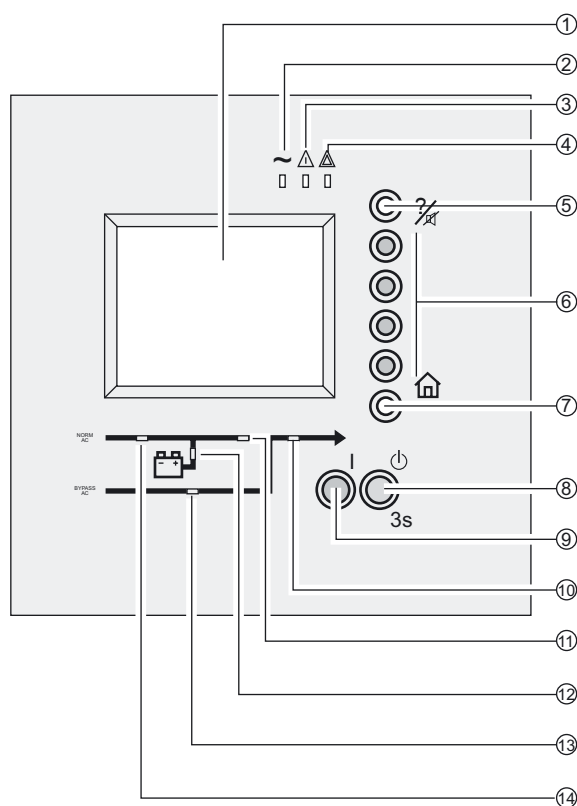 ①
②
③
④
~
⑤
?
⑥
⑦
NORM
AC
- +
BYPASS
AC
I
⑧
3s
⑨
⑩
⑪
⑫
⑬
⑭